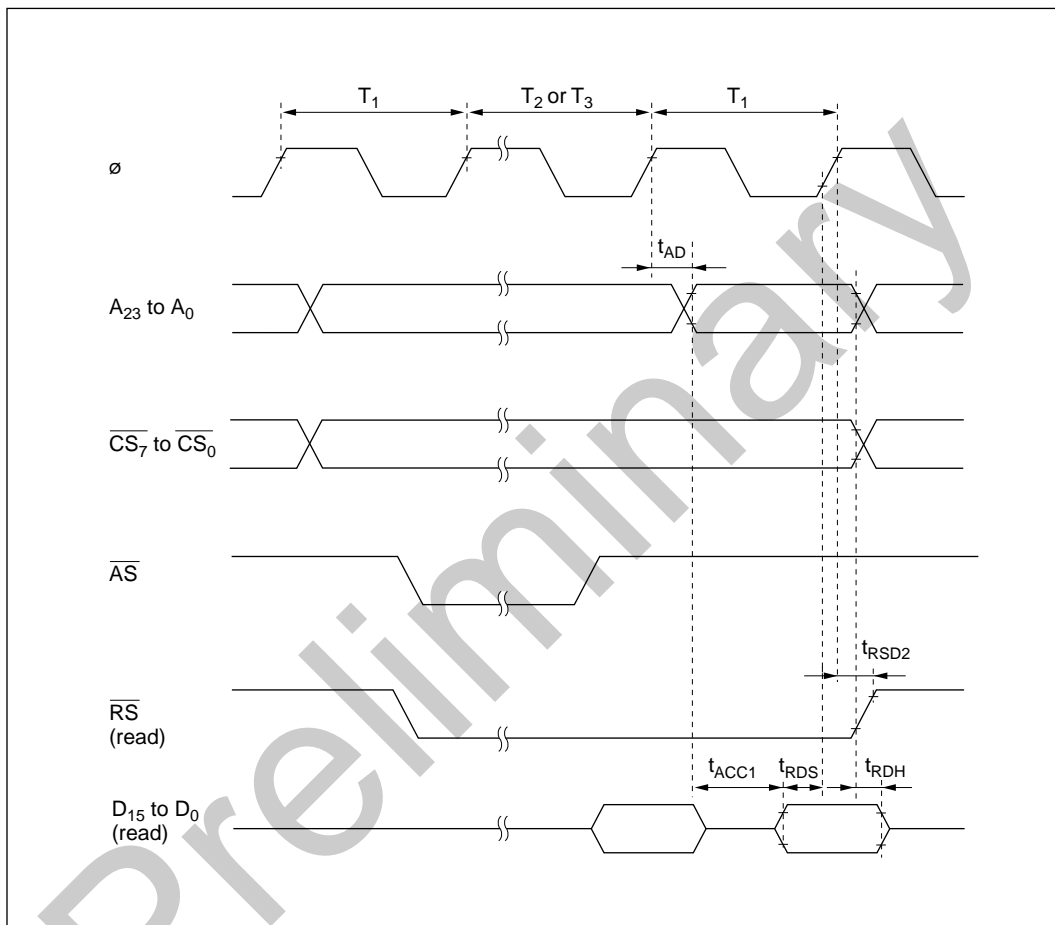 T1 T2 or T3 T1
ø
tAD
A23 to A0
CS7 to CS0
AS
tRSD2
RS
(read)
tACC1 tRDS tRDH
D15 to D0
(read)
Preliminary